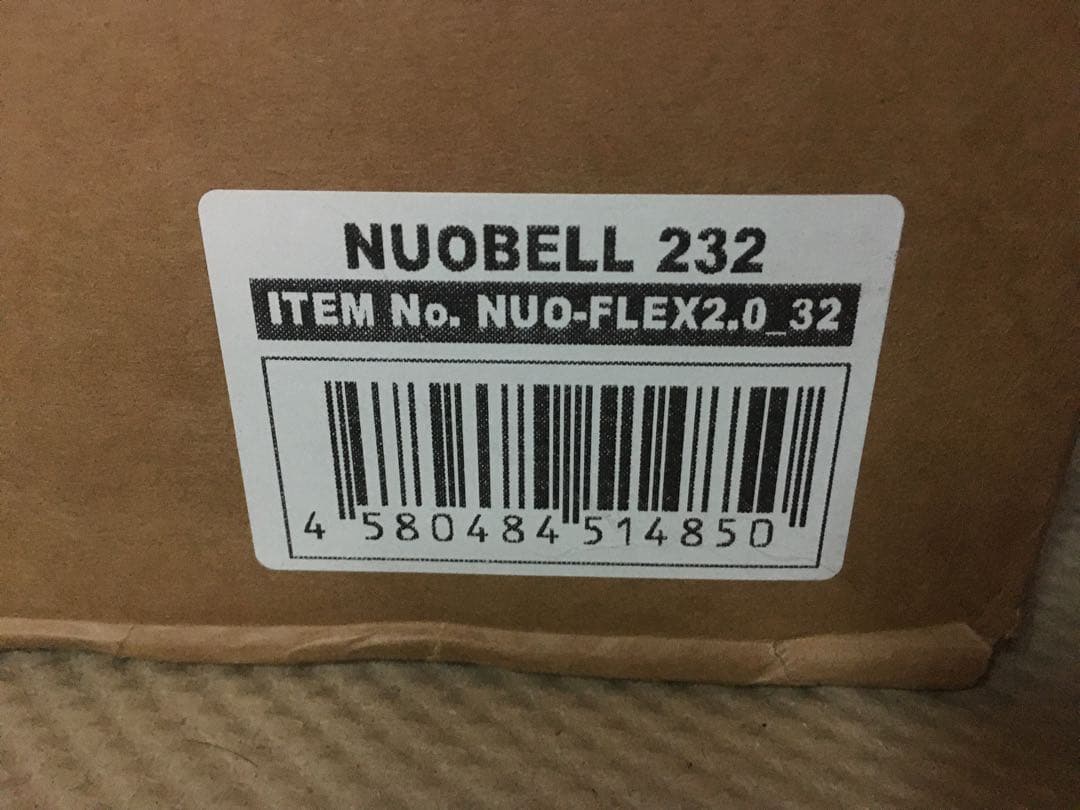 NUOBELL 232
ITEM No. NUO-FLEX2.0_32
4 580484 514850